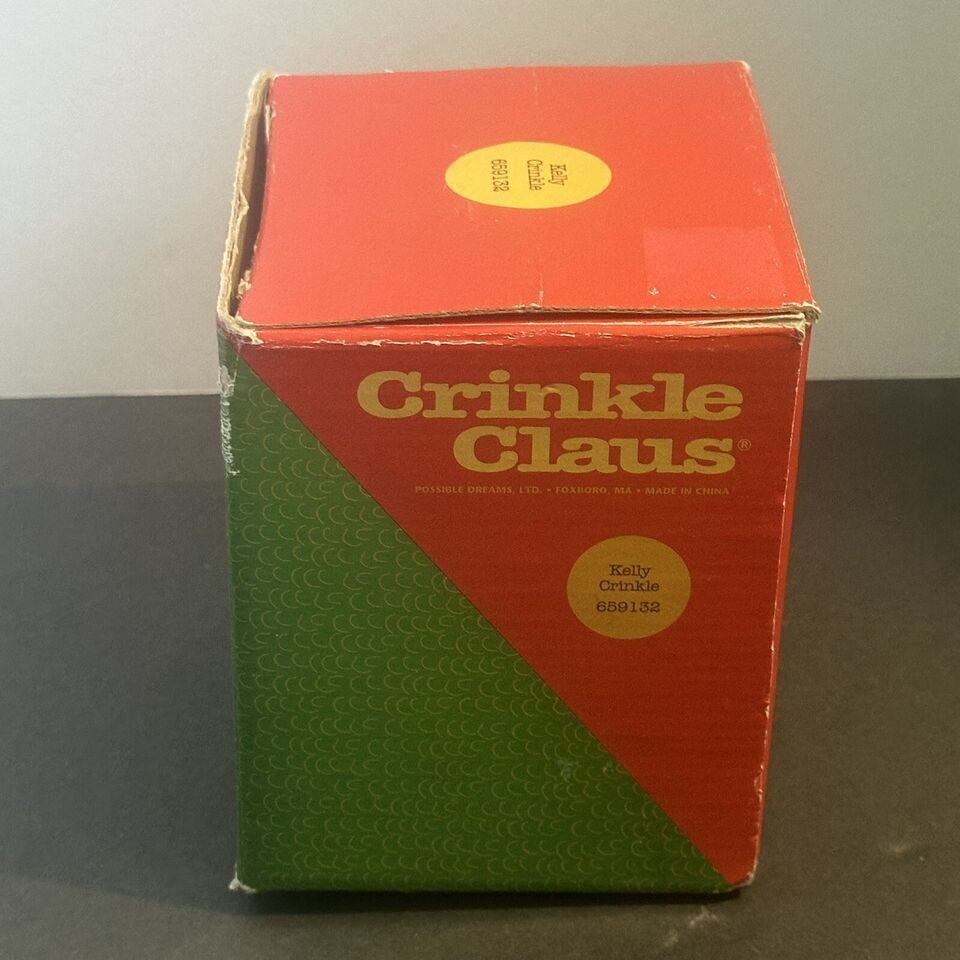 Kelly
Crinkle
659132
Crinkle
Claus®
POSSIBLE DREAMS, LTD. • FOXBORO, MA • MADE IN CHINA
Kelly
Crinkle
659132